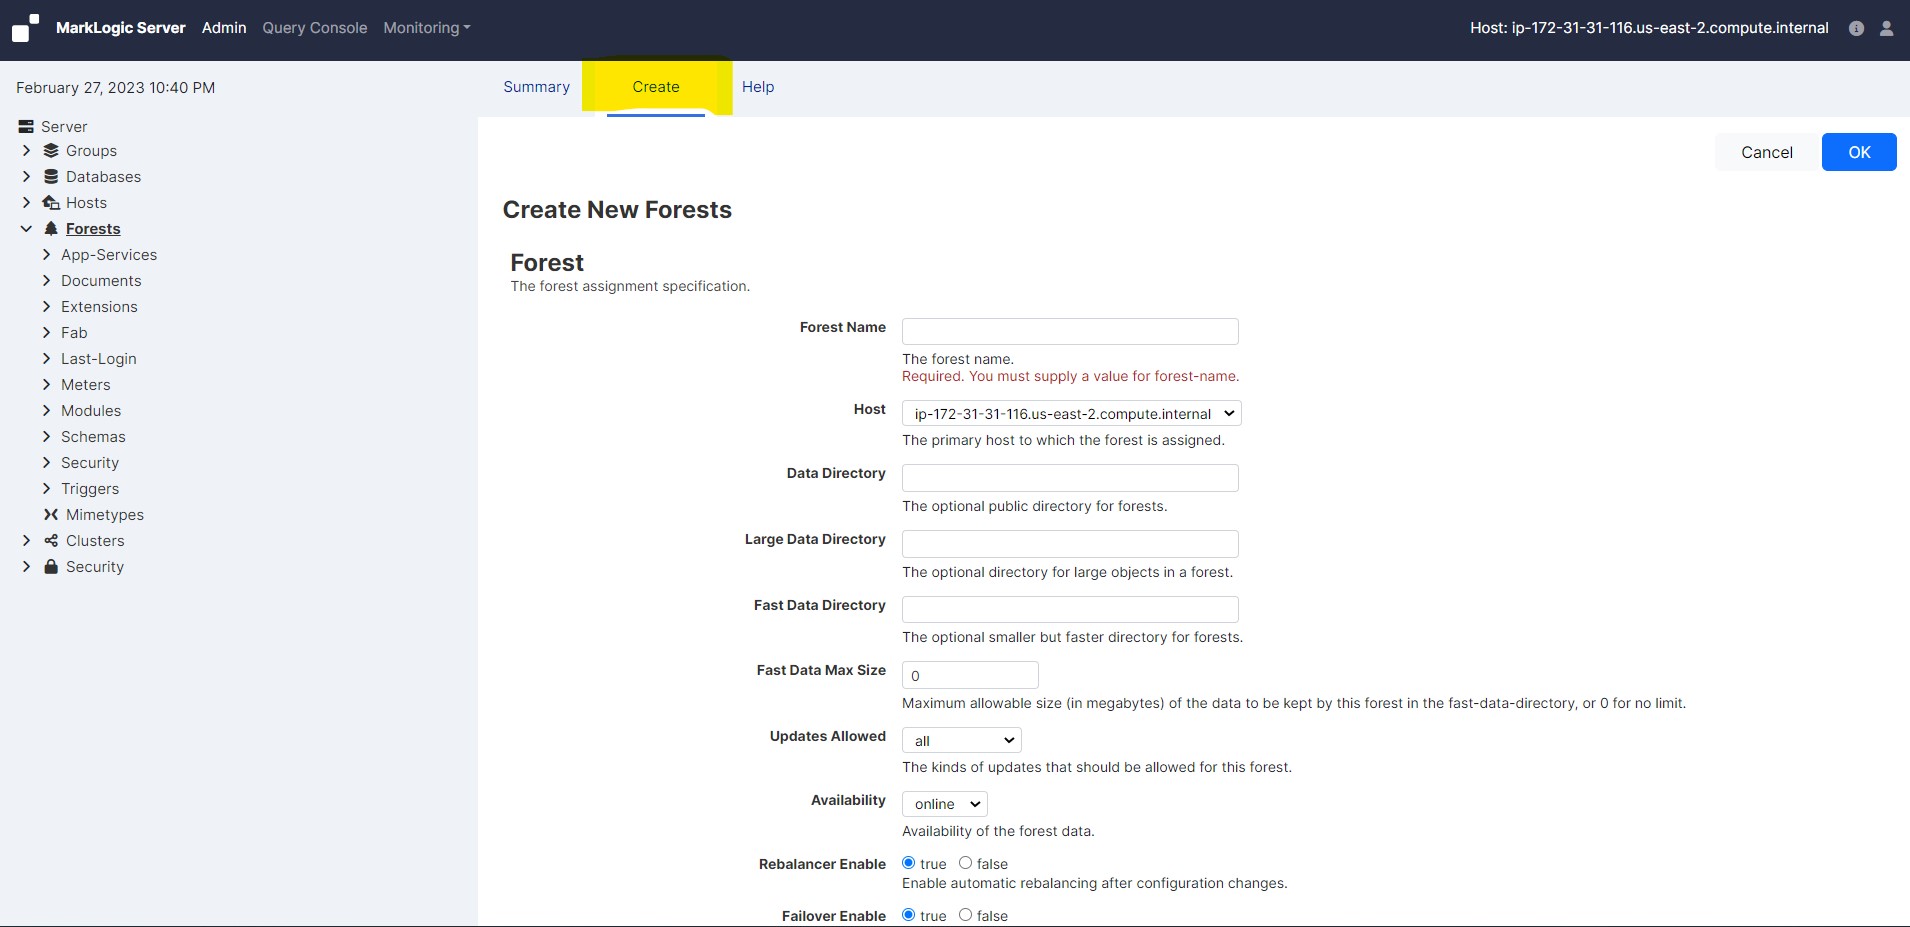 MarkLogic Server Admin Query Console Monitoring Host: ip-172-31-31-116.us-east-2.compute.internal
February 27, 2023 10:40 PM
Summary Create Help
Server
Groups
Databases
Hosts
Forests
App-Services
Documents
Extensions
Fab
Last-Login
Meters
Modules
Schemas
Security
Triggers
Mimetypes
Clusters
Security
Cancel OK
Create New Forests
Forest
The forest assignment specification.
Forest Name
The forest name.
Required. You must supply a value for forest-name.
Host ip-172-31-31-116.us-east-2.compute.internal
The primary host to which the forest is assigned.
Data Directory
The optional public directory for forests.
Large Data Directory
The optional directory for large objects in a forest.
Fast Data Directory
The optional smaller but faster directory for forests.
Fast Data Max Size 0
Maximum allowable size (in megabytes) of the data to be kept by this forest in the fast-data-directory, or 0 for no limit.
Updates Allowed all
The kinds of updates that should be allowed for this forest.
Availability online
Availability of the forest data.
Rebalancer Enable true false
Enable automatic rebalancing after configuration changes.
Failover Enable true false